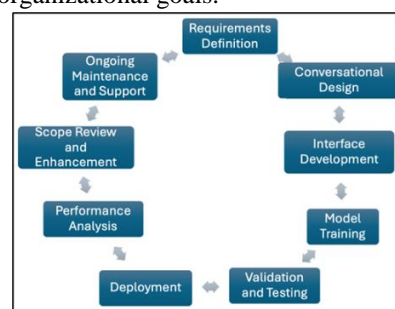 organizational goals.
Requirements
Definition
Conversational
Design
Interface
Development
Model
Training
Validation
and Testing
Deployment
Performance
Analysis
Scope Review
and
Enhancement
Ongoing
Maintenance
and Support